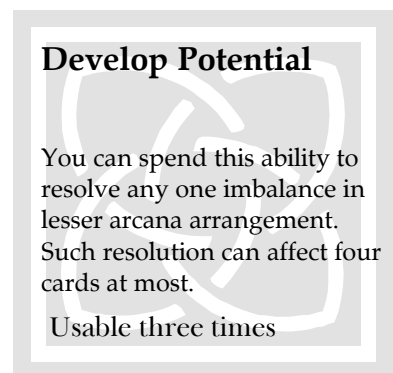 Develop Potential
You can spend this ability to
resolve any one imbalance in
lesser arcana arrangement.
Such resolution can affect four
cards at most.
Usable three times